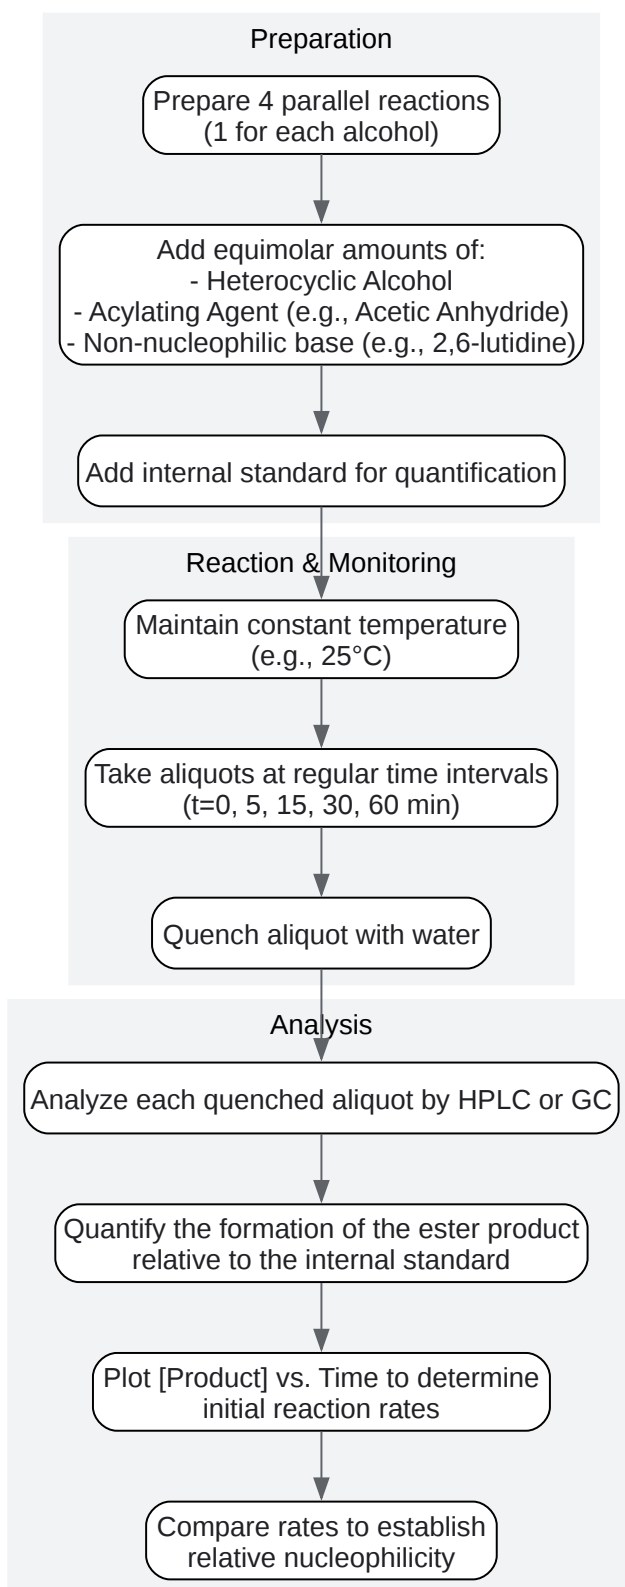 Preparation
Prepare 4 parallel reactions
(1 for each alcohol)
Add equimolar amounts of:
- Heterocyclic Alcohol
- Acylating Agent (e.g., Acetic Anhydride)
- Non-nucleophilic base (e.g., 2,6-lutidine)
Add internal standard for quantification
Reaction & Monitoring
Maintain constant temperature
(e.g., 25°C)
Take aliquots at regular time intervals
(t=0, 5, 15, 30, 60 min)
Quench aliquot with water
Analysis
Analyze each quenched aliquot by HPLC or GC
Quantify the formation of the ester product
relative to the internal standard
Plot [Product] vs. Time to determine
initial reaction rates
Compare rates to establish
relative nucleophilicity